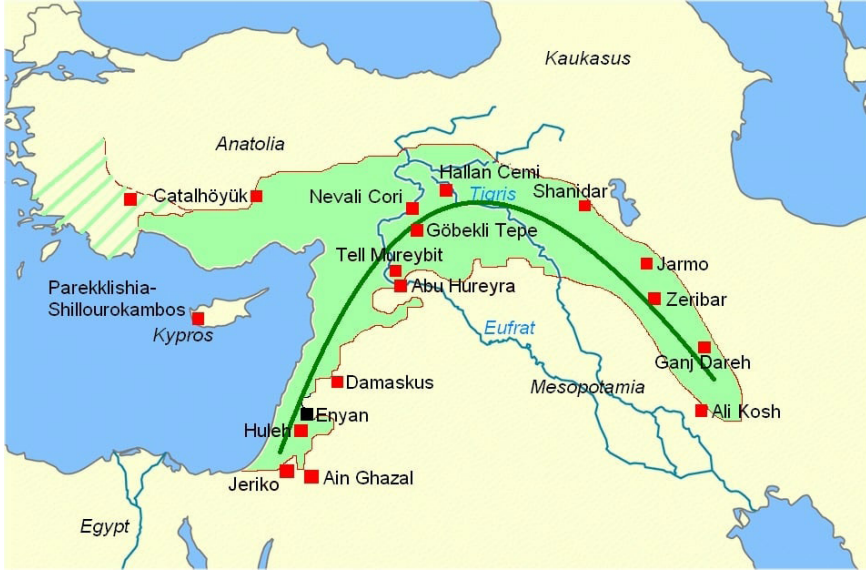 Kaukasus
Anatolia
Hallan Cemi
Catalhöyük
Nevali Cori
Tigris
Shanidar
Göbekli Tepe
Tell Mureybit
Jarmo
Abu Hureyra
Parekklishia-
Shillourokambos
Zeribar
Kypros
Eufrat
Ganj Dareh
Damaskus
Mesopotamia
Enyan
Ali Kosh
Huleh
Jeriko
Ain Ghazal
Egypt